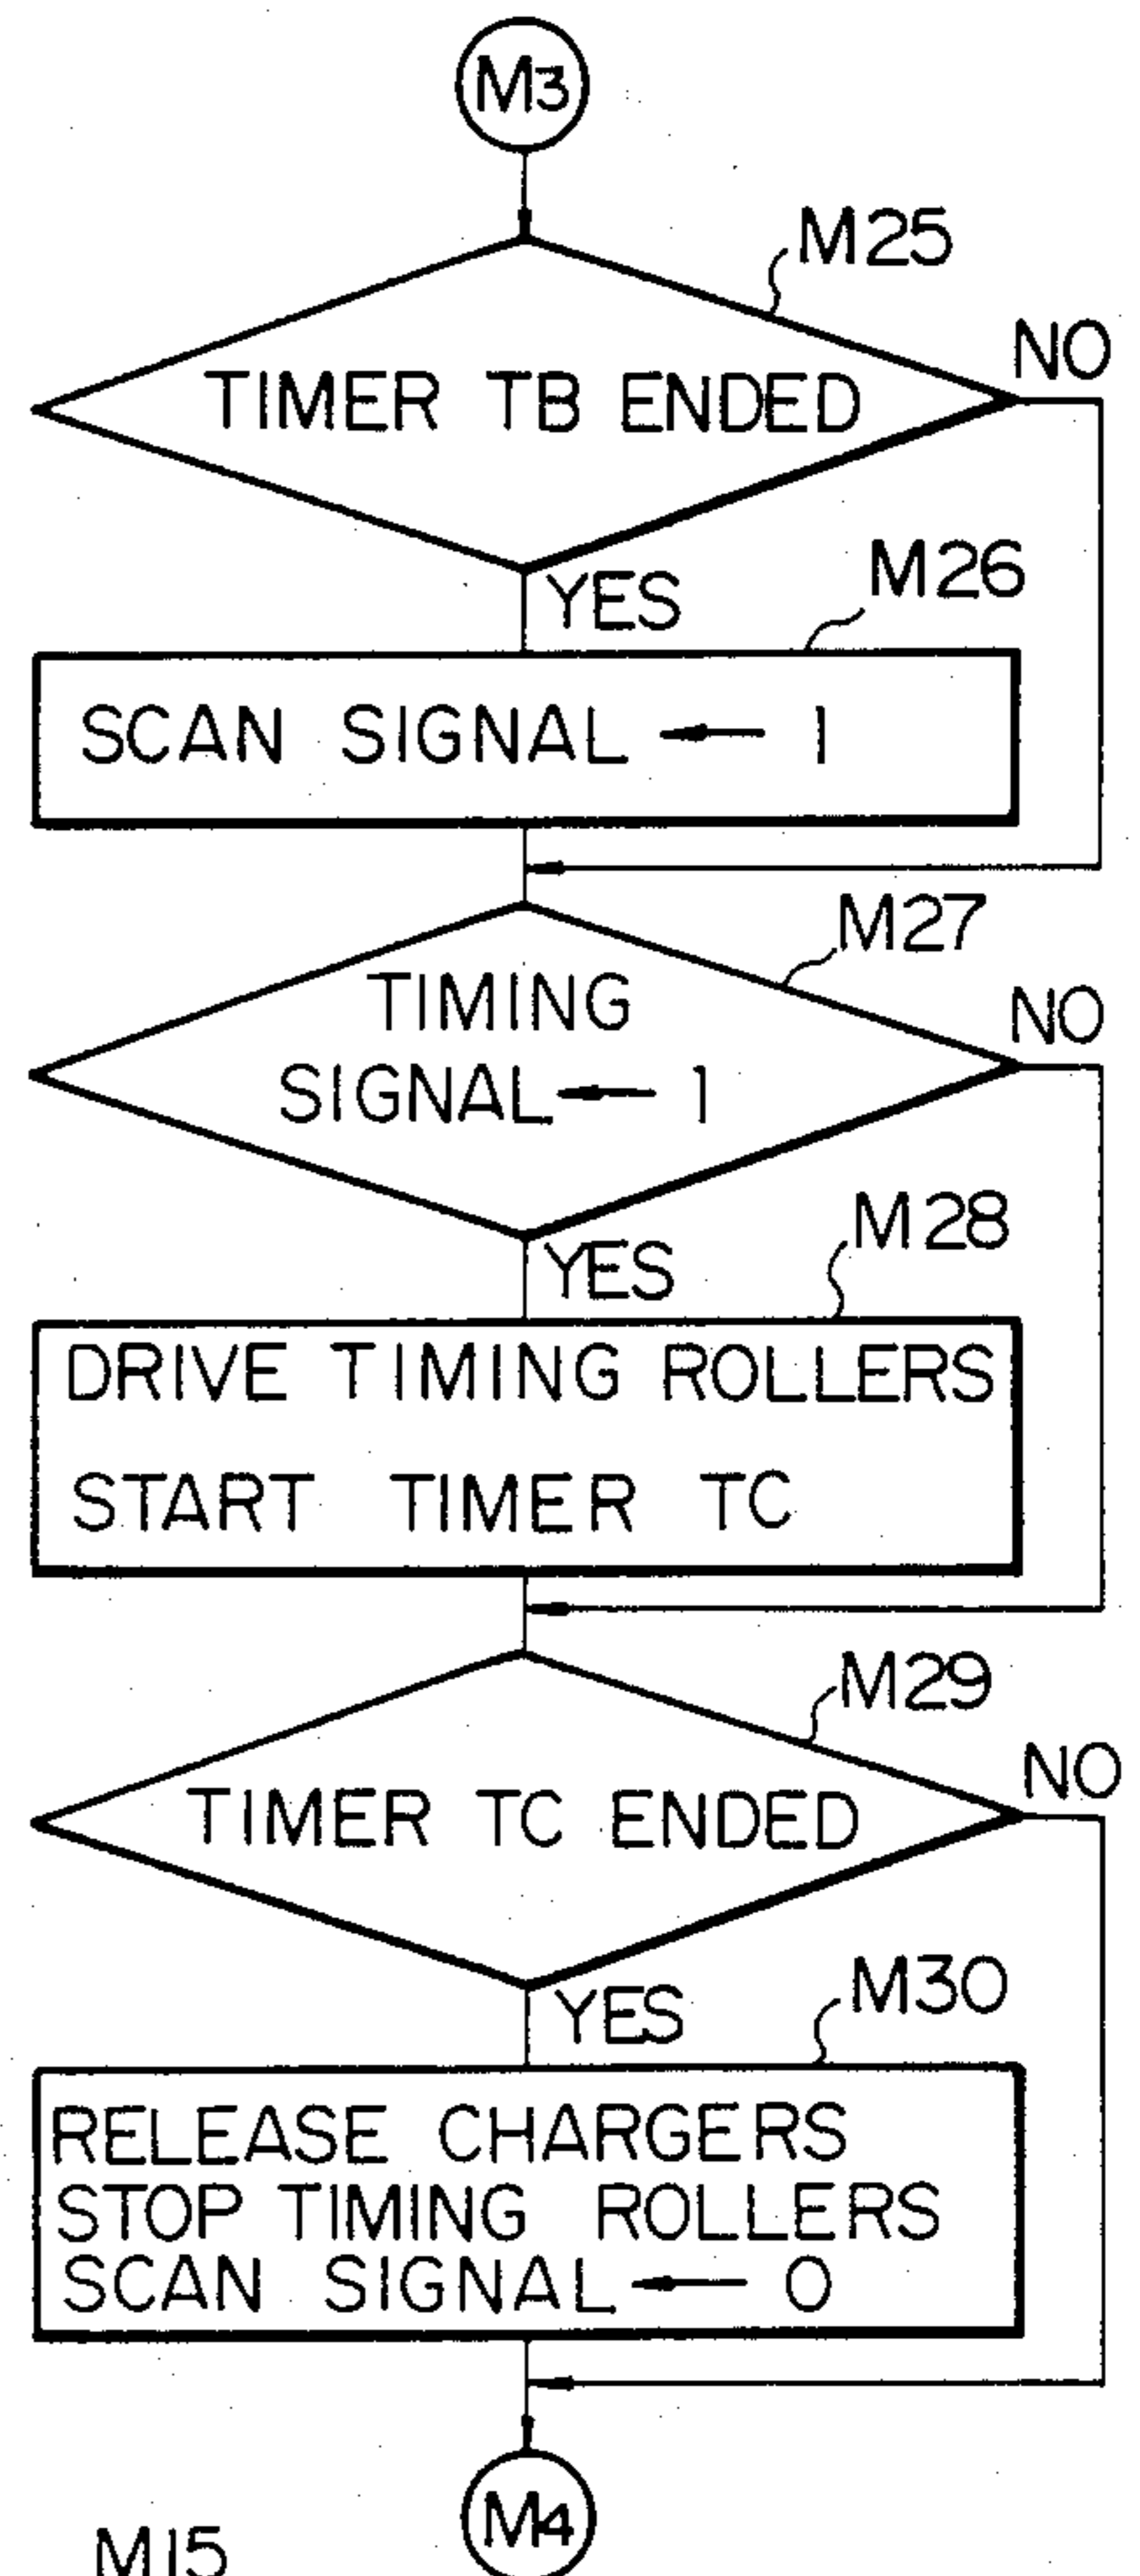 M3
M25
TIMER TB ENDED
NO
YES
M26
SCAN SIGNAL ← 1
M27
TIMING
SIGNAL ← 1
NO
YES
M28
DRIVE TIMING ROLLERS
START TIMER TC
M29
TIMER TC ENDED
NO
YES
M30
RELEASE CHARGERS
STOP TIMING ROLLERS
SCAN SIGNAL ← 0
M4
M15